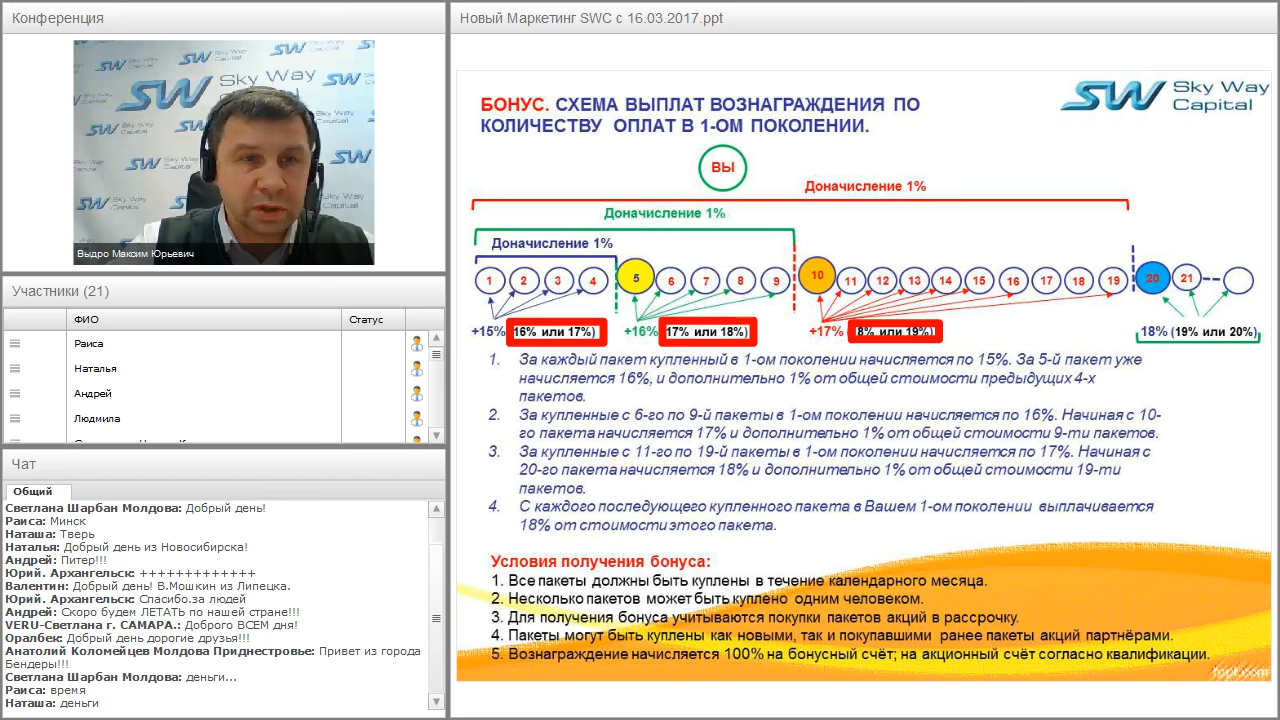 Конференция
SW Sky Way Capital
Выдро Максим Юрьевич
Участники (21)
ФИО
Статус
Раиса
Наталья
Андрей
Людмила
Чат
Общий
Светлана Шарбан Молдова: Добрый день!
Раиса: Минск
Наташа: Тверь
Наталья: Добрый день из Новосибирска!
Андрей: Питер!!!
Юрий. Архангельск: +++++++++++++
Валентин: Добрый день! В.Мошкин из Липецка.
Юрий. Архангельск: Спасибо.за людей
Андрей: Скоро будем ЛЕТАТЬ по нашей стране!!!
VERU-Светлана г. САМАРА.: Доброго ВСЕМ дня!
Оралбек: Добрый день дорогие друзья!!!
Анатолий Коломейцев Молдова Приднестровье: Привет из города
Бендеры!!!
Светлана Шарбан Молдова: деньги...
Раиса: время
Наташа: деньги
Новый Маркетинг SWC с 16.03.2017.ppt
БОНУС. СХЕМА ВЫПЛАТ ВОЗНАГРАЖДЕНИЯ ПО
КОЛИЧЕСТВУ ОПЛАТ В 1-ОМ ПОКОЛЕНИИ.
SW Sky Way
Capital
ВЫ
Доначисление 1%
Доначисление 1%
Доначисление 1%
1 2 3 4 5 6 7 8 9 10 11 12 13 14 15 16 17 18 19 20 21
+15% 16% или 17%) +16% 17% или 18%) +17% 8% или 19%) 18% (19% или 20%)
1. За каждый пакет купленный в 1-ом поколении начисляется по 15%. За 5-й пакет уже
начисляется 16%, и дополнительно 1% от общей стоимости предыдущих 4-х
пакетов.
2. За купленные с 6-го по 9-й пакеты в 1-ом поколении начисляется по 16%. Начиная с 10-
го пакета начисляется 17% и дополнительно 1% от общей стоимости 9-ти пакетов.
3. За купленные с 11-го по 19-й пакеты в 1-ом поколении начисляется по 17%. Начиная с
20-го пакета начисляется 18% и дополнительно 1% от общей стоимости 19-ти
пакетов.
4. С каждого последующего купленного пакета в Вашем 1-ом поколении выплачивается
18% от стоимости этого пакета.
Условия получения бонуса:
1. Все пакеты должны быть куплены в течение календарного месяца.
2. Несколько пакетов может быть куплено одним человеком.
3. Для получения бонуса учитываются покупки пакетов акций в рассрочку.
4. Пакеты могут быть куплены как новыми, так и покупавшими ранее пакеты акций партнёрами.
5. Вознаграждение начисляется 100% на бонусный счёт; на акционный счёт согласно квалификации.
fppt.com